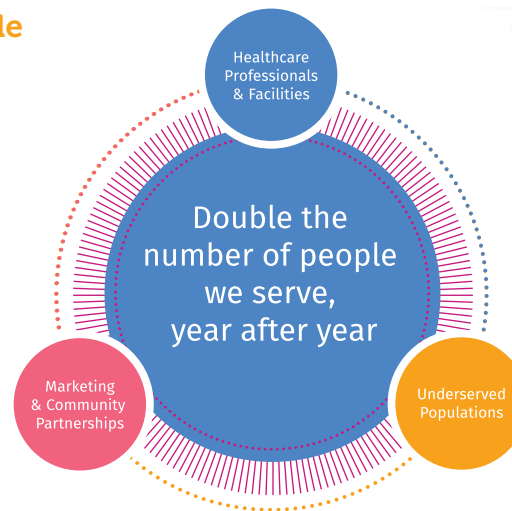 le
Healthcare
Professionals
& Facilities
Double the
number of people
we serve,
year after year
Marketing
& Community
Partnerships
Underserved
Populations